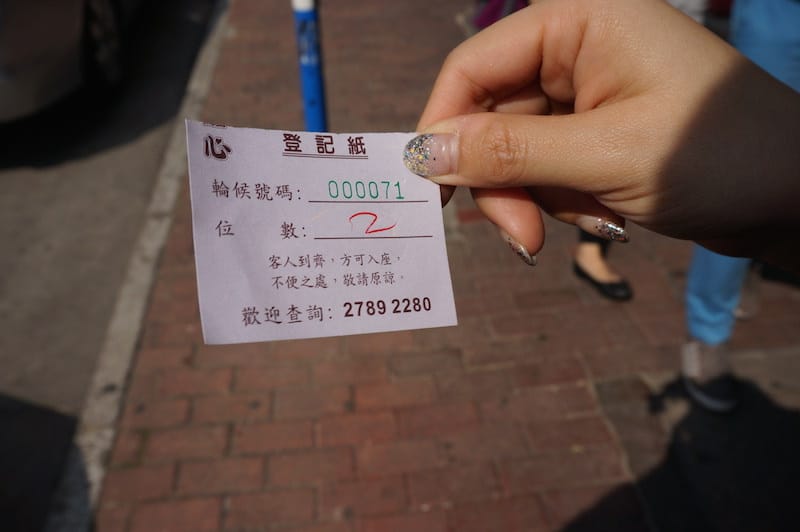 心
登記紙
輪候號碼: 000071
位 數: 2
客人到齊，方可入座。
不便之處，敬請原諒。
歡迎查詢: 2789 2280